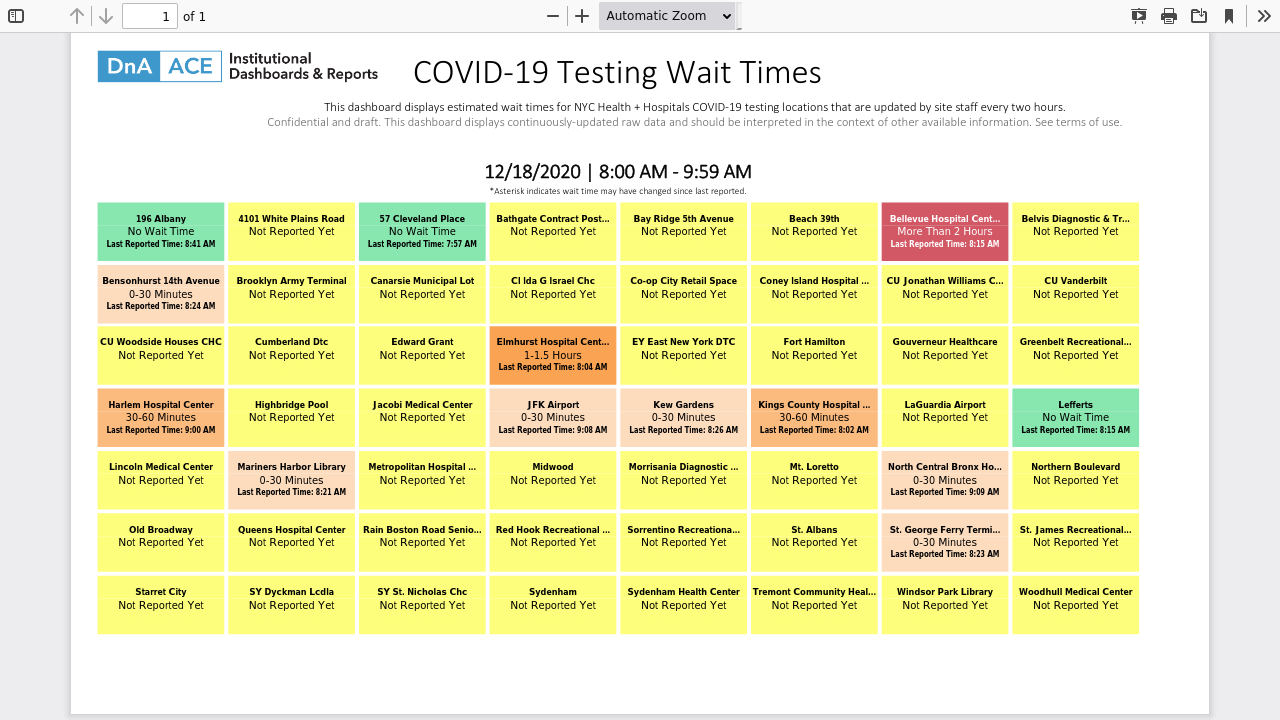 1 of 1
Automatic Zoom
DnA ACE Institutional
Dashboards & Reports
COVID-19 Testing Wait Times
This dashboard displays estimated wait times for NYC Health + Hospitals COVID-19 testing locations that are updated by site staff every two hours.
Confidential and draft. This dashboard displays continuously-updated raw data and should be interpreted in the context of other available information. See terms of use.
12/18/2020 | 8:00 AM - 9:59 AM
*Asterisk indicates wait time may have changed since last reported.
196 Albany
No Wait Time
Last Reported Time: 8:41 AM
4101 White Plains Road
Not Reported Yet
57 Cleveland Place
No Wait Time
Last Reported Time: 7:57 AM
Bathgate Contract Post...
Not Reported Yet
Bay Ridge 5th Avenue
Not Reported Yet
Beach 39th
Not Reported Yet
Bellevue Hospital Cent...
More Than 2 Hours
Last Reported Time: 8:15 AM
Belvis Diagnostic & Tr...
Not Reported Yet
Bensonhurst 14th Avenue
0-30 Minutes
Last Reported Time: 8:24 AM
Brooklyn Army Terminal
Not Reported Yet
Canarsie Municipal Lot
Not Reported Yet
Cl Ida G Israel Chc
Not Reported Yet
Co-op City Retail Space
Not Reported Yet
Coney Island Hospital ...
Not Reported Yet
CU Jonathan Williams C...
Not Reported Yet
CU Vanderbilt
Not Reported Yet
CU Woodside Houses CHC
Not Reported Yet
Cumberland Dtc
Not Reported Yet
Edward Grant
Not Reported Yet
Elmhurst Hospital Cent...
1-1.5 Hours
Last Reported Time: 8:04 AM
EY East New York DTC
Not Reported Yet
Fort Hamilton
Not Reported Yet
Gouverneur Healthcare
Not Reported Yet
Greenbelt Recreational...
Not Reported Yet
Harlem Hospital Center
30-60 Minutes
Last Reported Time: 9:00 AM
Highbridge Pool
Not Reported Yet
Jacobi Medical Center
Not Reported Yet
JFK Airport
0-30 Minutes
Last Reported Time: 9:08 AM
Kew Gardens
0-30 Minutes
Last Reported Time: 8:26 AM
Kings County Hospital ...
30-60 Minutes
Last Reported Time: 8:02 AM
LaGuardia Airport
Not Reported Yet
Lefferts
No Wait Time
Last Reported Time: 8:15 AM
Lincoln Medical Center
Not Reported Yet
Mariners Harbor Library
0-30 Minutes
Last Reported Time: 8:21 AM
Metropolitan Hospital ...
Not Reported Yet
Midwood
Not Reported Yet
Morrisania Diagnostic ...
Not Reported Yet
Mt. Loretto
Not Reported Yet
North Central Bronx Ho...
0-30 Minutes
Last Reported Time: 9:09 AM
Northern Boulevard
Not Reported Yet
Old Broadway
Not Reported Yet
Queens Hospital Center
Not Reported Yet
Rain Boston Road Senio...
Not Reported Yet
Red Hook Recreational ...
Not Reported Yet
Sorrentino Recreationa...
Not Reported Yet
St. Albans
Not Reported Yet
St. George Ferry Termi...
0-30 Minutes
Last Reported Time: 8:23 AM
St. James Recreational...
Not Reported Yet
Starret City
Not Reported Yet
SY Dyckman Lcdla
Not Reported Yet
SY St. Nicholas Chc
Not Reported Yet
Sydenham
Not Reported Yet
Sydenham Health Center
Not Reported Yet
Tremont Community Heal...
Not Reported Yet
Windsor Park Library
Not Reported Yet
Woodhull Medical Center
Not Reported Yet